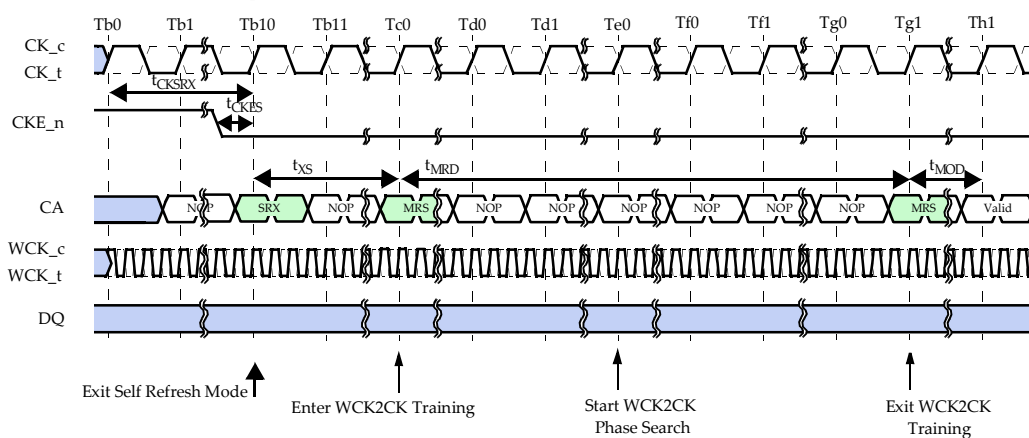 Tb0 Tb1 Tb10 Tb11 Tc0 Td0 Td1 Te0 Tf0 Tf1 Tg0 Tg1 Th1
CK_c
CK_t
tCKSRX
tCKES
CKE_n
tXS tMRD tMOD
CA NOP SRX NOP MRS NOP NOP NOP NOP NOP NOP MRS Valid
WCK_c
WCK_t
DQ
Exit Self Refresh Mode
Enter WCK2CK Training
Start WCK2CK
Phase Search
Exit WCK2CK
Training